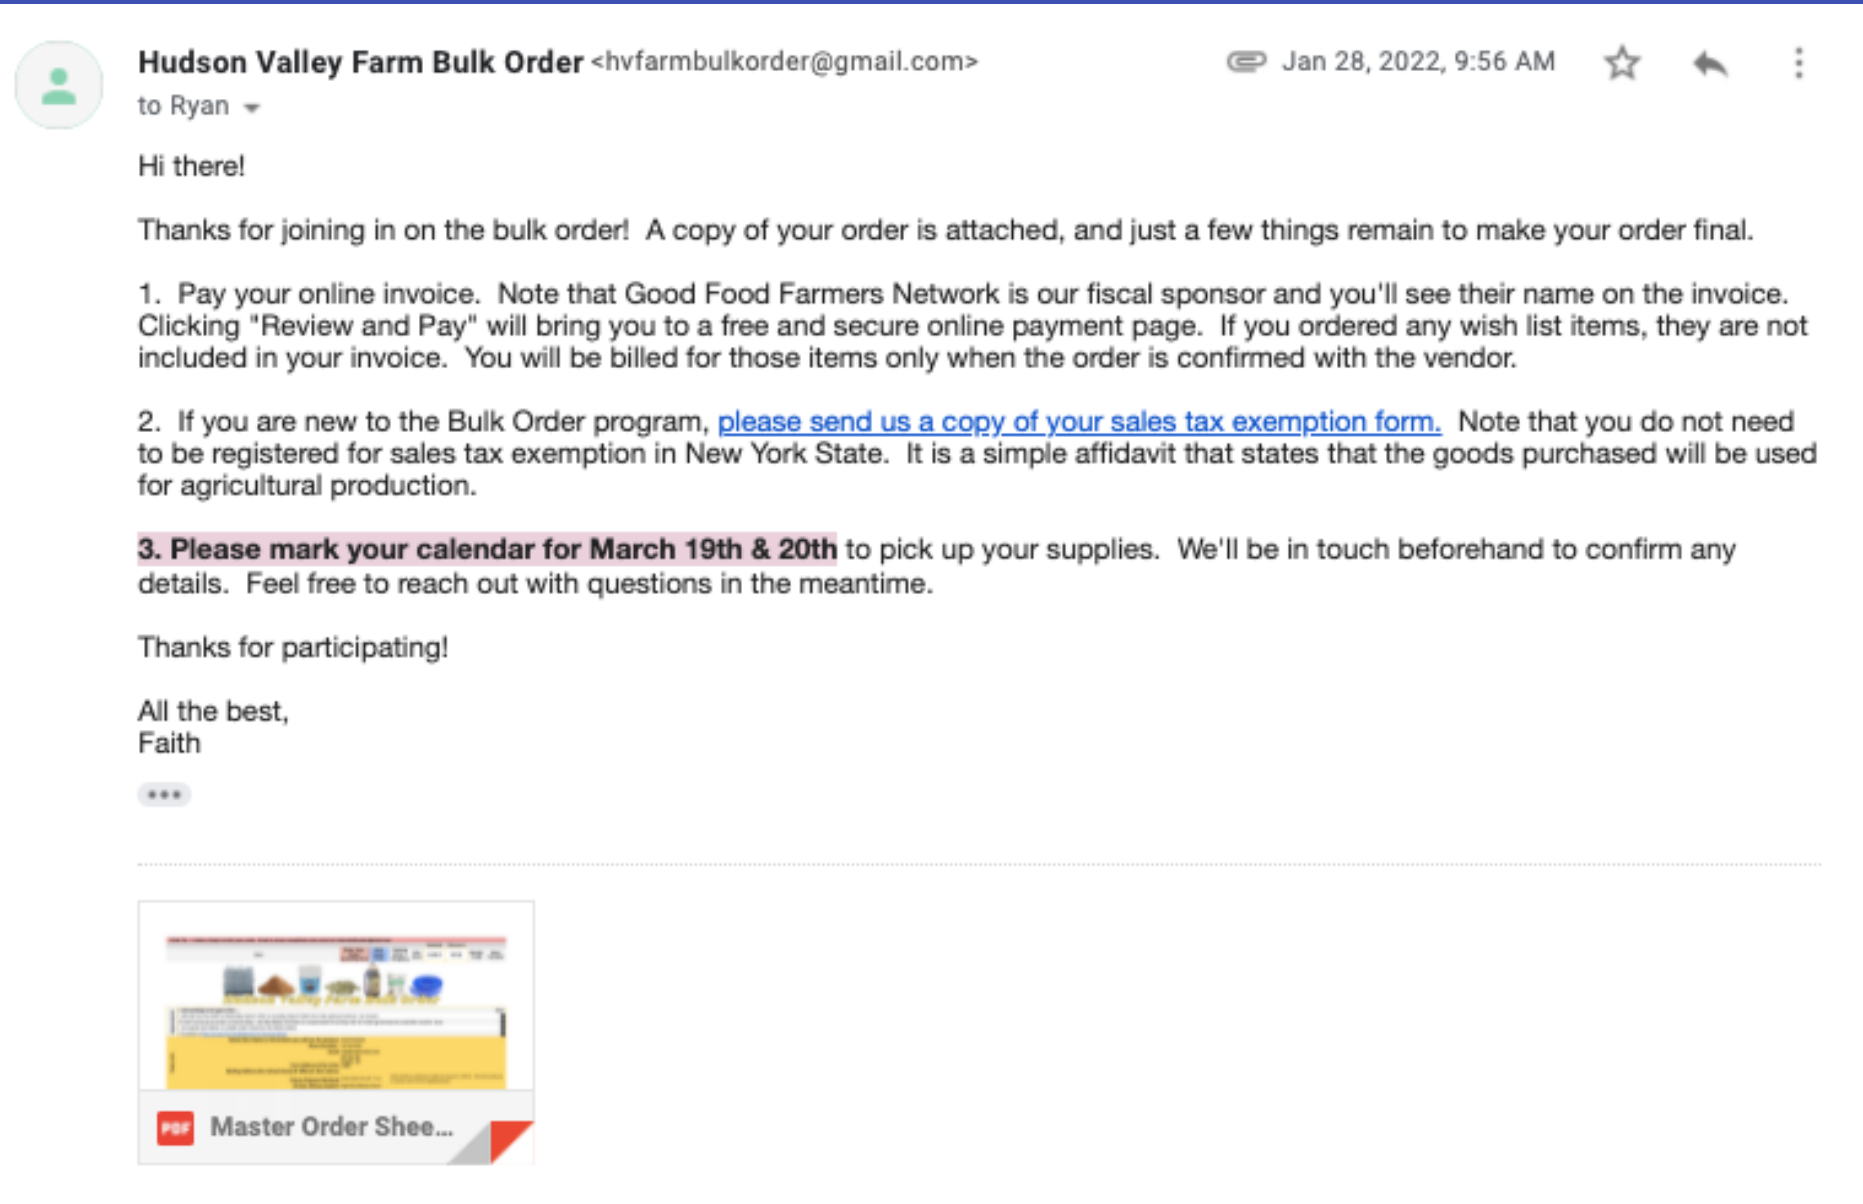 Hudson Valley Farm Bulk Order <hvfarmbulkorder@gmail.com>
Jan 28, 2022, 9:56 AM
to Ryan
Hi there!
Thanks for joining in on the bulk order!  A copy of your order is attached, and just a few things remain to make your order final.
1.  Pay your online invoice.  Note that Good Food Farmers Network is our fiscal sponsor and you'll see their name on the invoice.
Clicking "Review and Pay" will bring you to a free and secure online payment page.  If you ordered any wish list items, they are not
included in your invoice.  You will be billed for those items only when the order is confirmed with the vendor.
2.  If you are new to the Bulk Order program, please send us a copy of your sales tax exemption form.  Note that you do not need
to be registered for sales tax exemption in New York State.  It is a simple affidavit that states that the goods purchased will be used
for agricultural production.
3. Please mark your calendar for March 19th & 20th to pick up your supplies.  We'll be in touch beforehand to confirm any
details.  Feel free to reach out with questions in the meantime.
Thanks for participating!
All the best,
Faith
Hudson Valley Farm Bulk Order
PDF Master Order Shee...